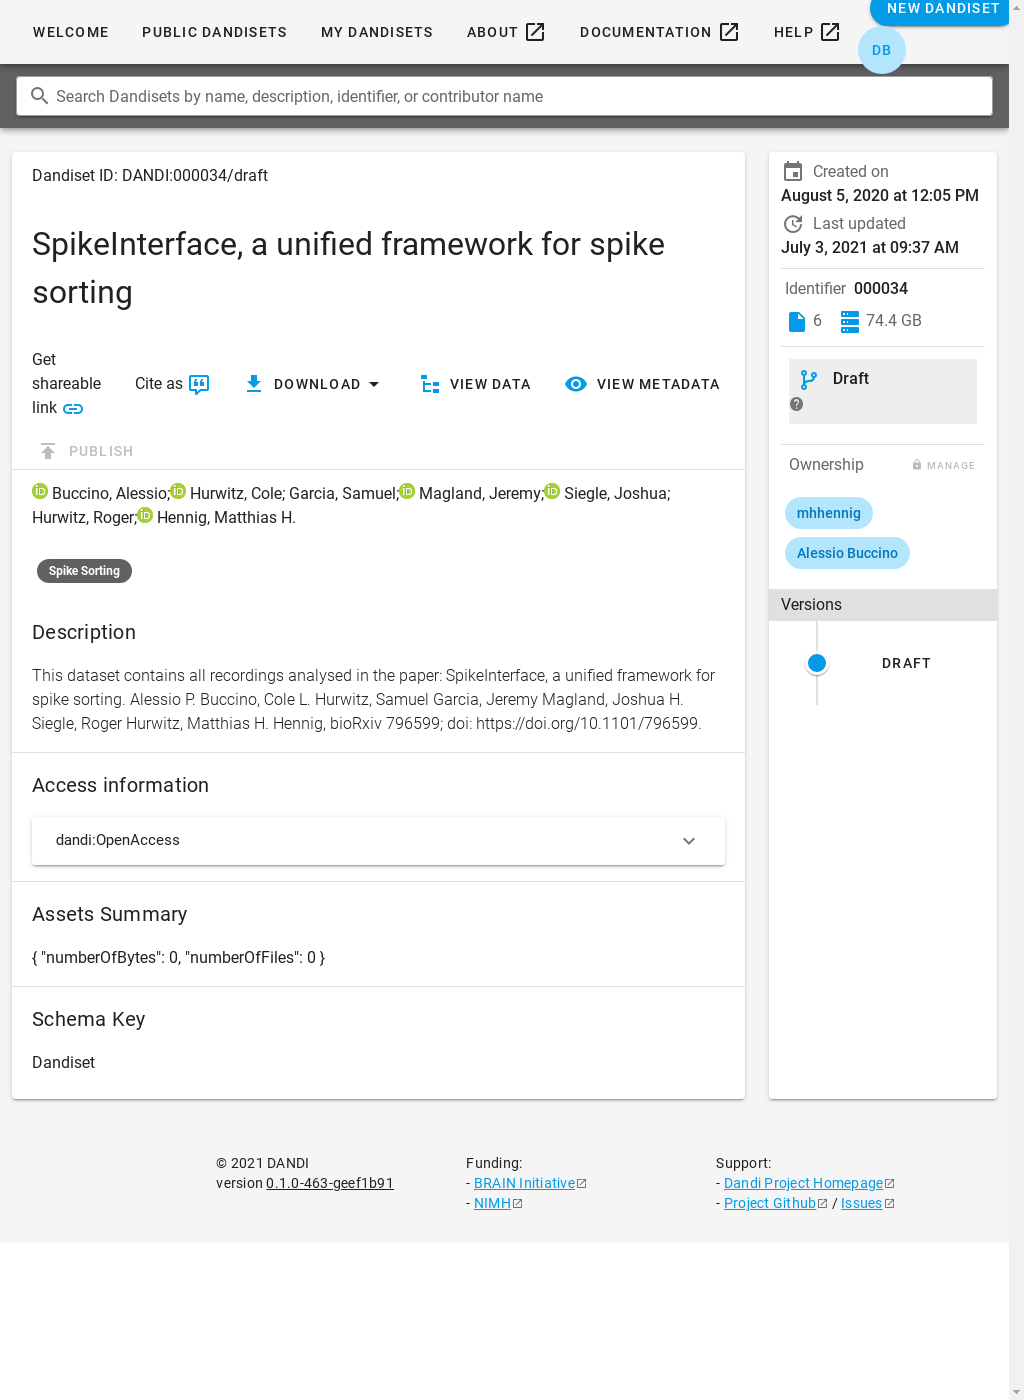 WELCOME PUBLIC DANDISETS MY DANDISETS ABOUT DOCUMENTATION HELP NEW DANDISET
DB
Search Dandisets by name, description, identifier, or contributor name
Dandiset ID: DANDI:000034/draft
SpikeInterface, a unified framework for spike
sorting
Get
shareable
link
Cite as
DOWNLOAD
VIEW DATA
VIEW METADATA
PUBLISH
Buccino, Alessio; Hurwitz, Cole; Garcia, Samuel; Magland, Jeremy; Siegle, Joshua;
Hurwitz, Roger; Hennig, Matthias H.
Spike Sorting
Description
This dataset contains all recordings analysed in the paper: SpikeInterface, a unified framework for
spike sorting. Alessio P. Buccino, Cole L. Hurwitz, Samuel Garcia, Jeremy Magland, Joshua H.
Siegle, Roger Hurwitz, Matthias H. Hennig, bioRxiv 796599; doi: https://doi.org/10.1101/796599.
Access information
dandi:OpenAccess
Assets Summary
{ "numberOfBytes": 0, "numberOfFiles": 0 }
Schema Key
Dandiset
Created on
August 5, 2020 at 12:05 PM
Last updated
July 3, 2021 at 09:37 AM
Identifier 000034
6 74.4 GB
Draft
Ownership MANAGE
mhhennig
Alessio Buccino
Versions
DRAFT
© 2021 DANDI
version 0.1.0-463-geef1b91
Funding:
- BRAIN Initiative
- NIMH
Support:
- Dandi Project Homepage
- Project Github / Issues